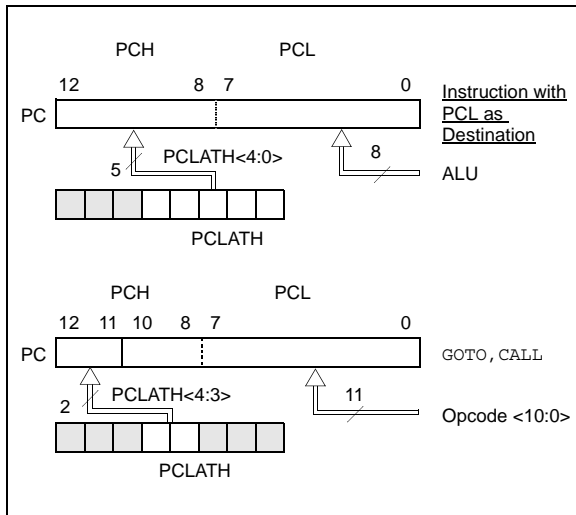 PCH PCL
12 8 7 0
PC
Instruction with
PCL as
Destination
5 PCLATH<4:0>
8
ALU
PCLATH
PCH PCL
12 11 10 8 7 0
PC
GOTO, CALL
2 PCLATH<4:3>
11
Opcode <10:0>
PCLATH